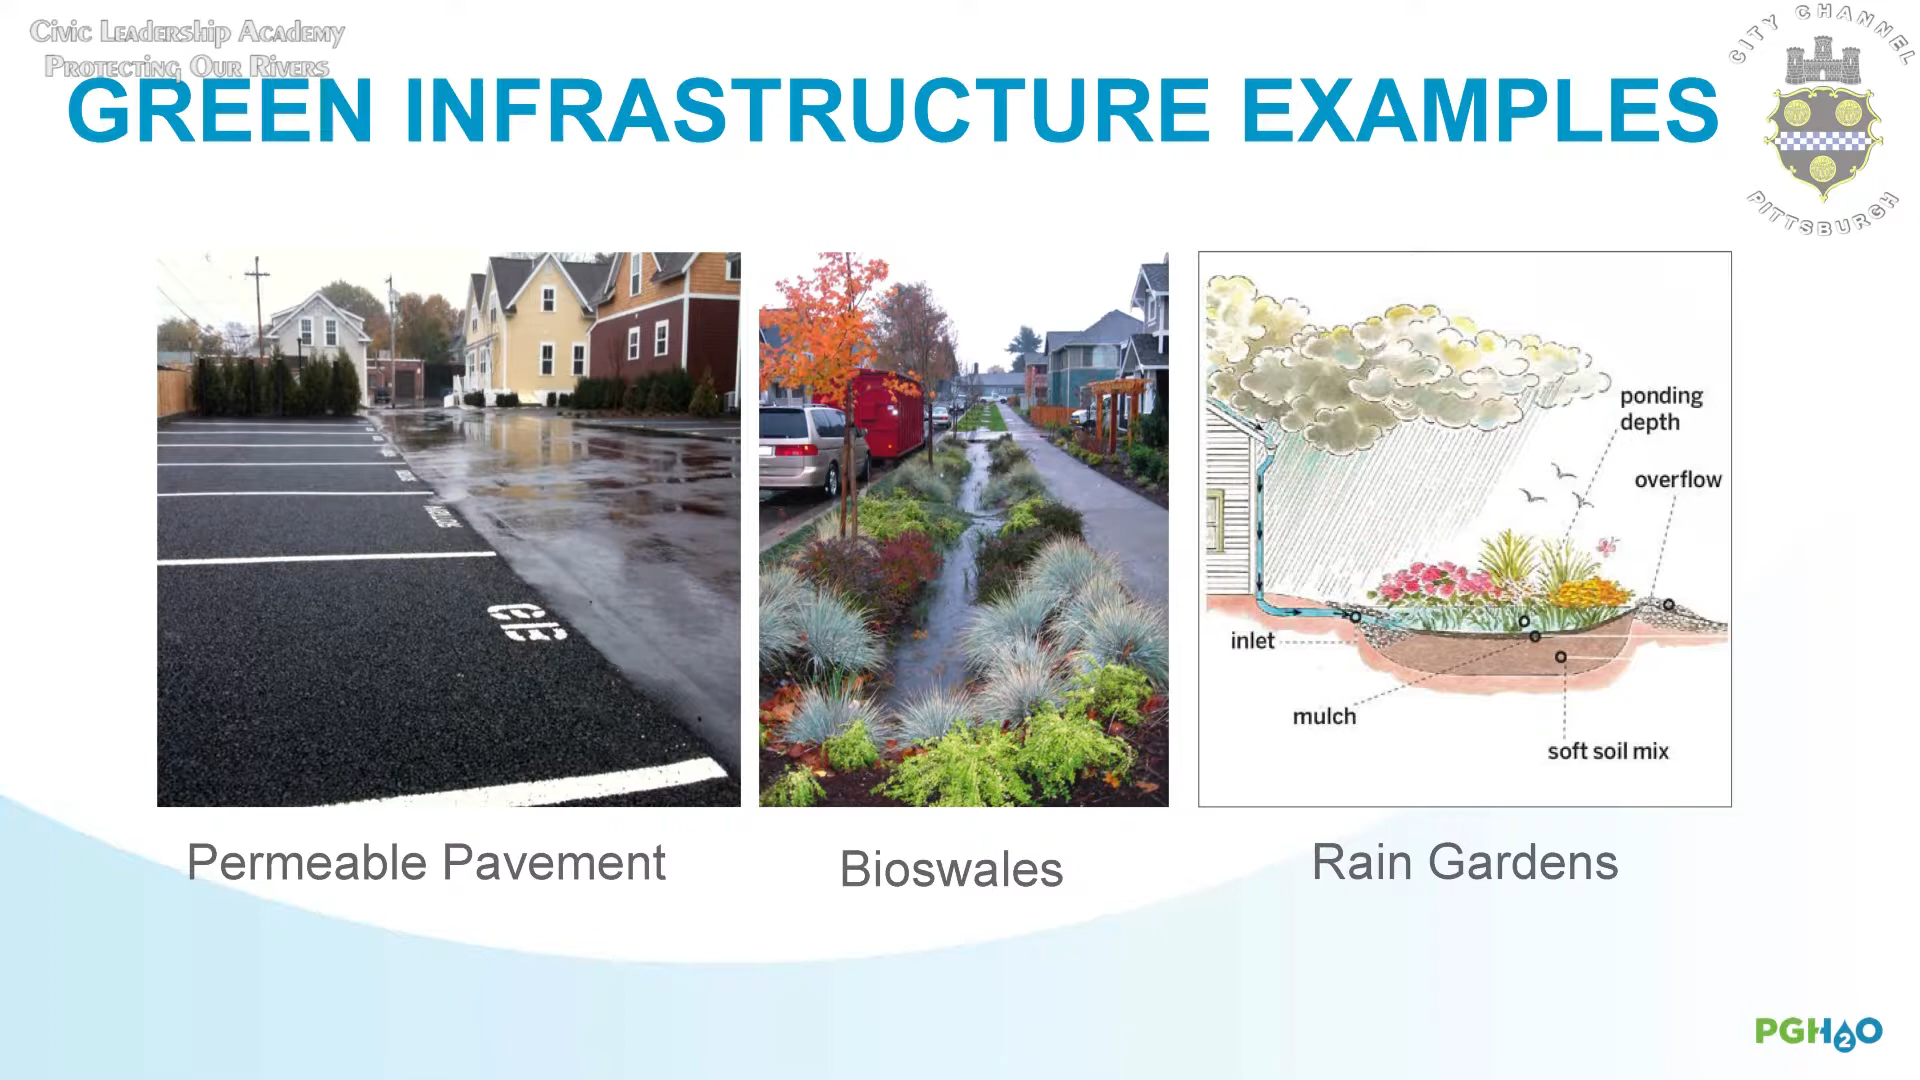 Civic Leadership Academy
Protecting Our Rivers
GREEN INFRASTRUCTURE EXAMPLES
CITY CHANNEL
PITTSBURGH
ponding
depth
overflow
inlet
mulch
soft soil mix
Permeable Pavement
Bioswales
Rain Gardens
PGH2O